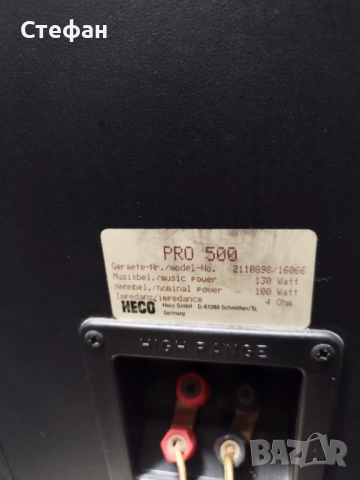 Стефан
PRO 500
Geraete-Nr./model-No. 2110898/16066
Musikbel./music power 130 Watt
Nennbel./nominal power 100 Watt
Impedanz/impedance 4 Ohm
HECO Heco GmbH G-61389 Schmitten/Ts.
Germany
HIGH RANGE
BAZAR